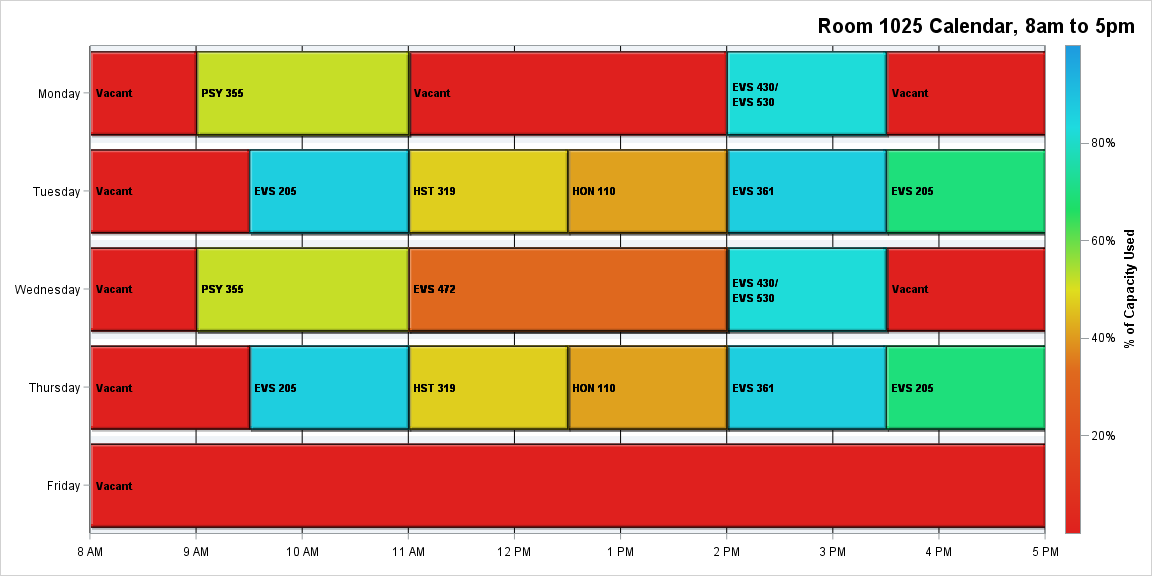 Room 1025 Calendar, 8am to 5pm
Monday
Vacant
PSY 355
Vacant
EVS 430/
EVS 530
Vacant
Tuesday
Vacant
EVS 205
HST 319
HON 110
EVS 361
EVS 205
Wednesday
Vacant
PSY 355
EVS 472
EVS 430/
EVS 530
Vacant
Thursday
Vacant
EVS 205
HST 319
HON 110
EVS 361
EVS 205
Friday
Vacant
8 AM
9 AM
10 AM
11 AM
12 PM
1 PM
2 PM
3 PM
4 PM
5 PM
80%
60%
40%
20%
% of Capacity Used